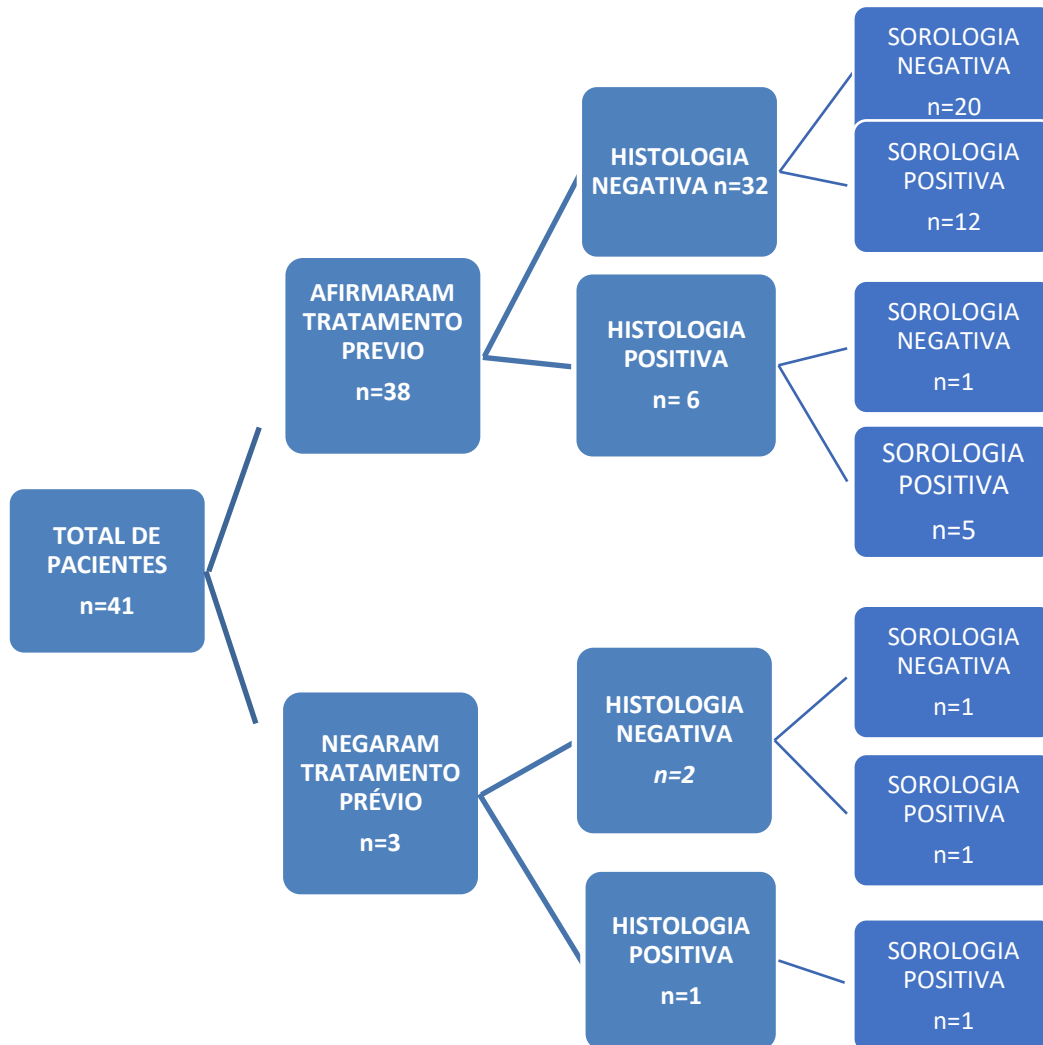 TOTAL DE
PACIENTES
n=41
AFIRMARAM
TRATAMENTO
PREVIO
n=38
HISTOLOGIA
NEGATIVA n=32
SOROLOGIA
NEGATIVA
n=20
SOROLOGIA
POSITIVA
n=12
HISTOLOGIA
POSITIVA
n= 6
SOROLOGIA
NEGATIVA
n=1
SOROLOGIA
POSITIVA
n=5
NEGARAM
TRATAMENTO
PRÉVIO
n=3
HISTOLOGIA
NEGATIVA
n=2
SOROLOGIA
NEGATIVA
n=1
SOROLOGIA
POSITIVA
n=1
HISTOLOGIA
POSITIVA
n=1
SOROLOGIA
POSITIVA
n=1